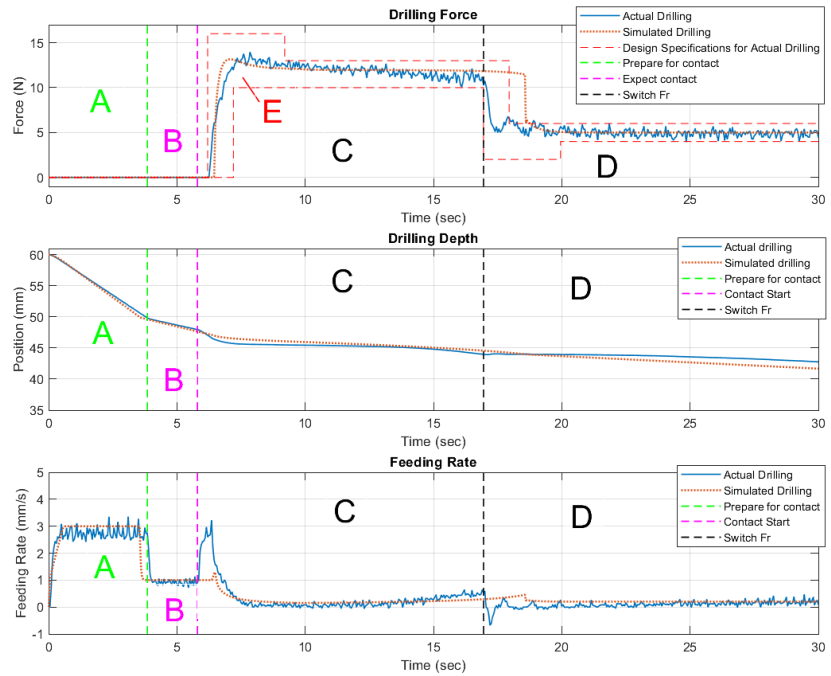 Drilling Force
Force (N)
15
10
5
0
A
B
E
C
D
Actual Drilling
Simulated Drilling
Design Specifications for Actual Drilling
Prepare for contact
Expect contact
Switch Fr
0 5 10 15 20 25 30
Time (sec)
Drilling Depth
Position (mm)
60
55
50
45
40
35
A
B
C
D
Actual drilling
Simulated drilling
Prepare for contact
Contact Start
Switch Fr
0 5 10 15 20 25 30
Time (sec)
Feeding Rate
Feeding Rate (mm/s)
5
4
3
2
1
0
-1
A
B
C
D
Actual Drilling
Simulated Drilling
Prepare for contact
Contact Start
Switch Fr
0 5 10 15 20 25 30
Time (sec)